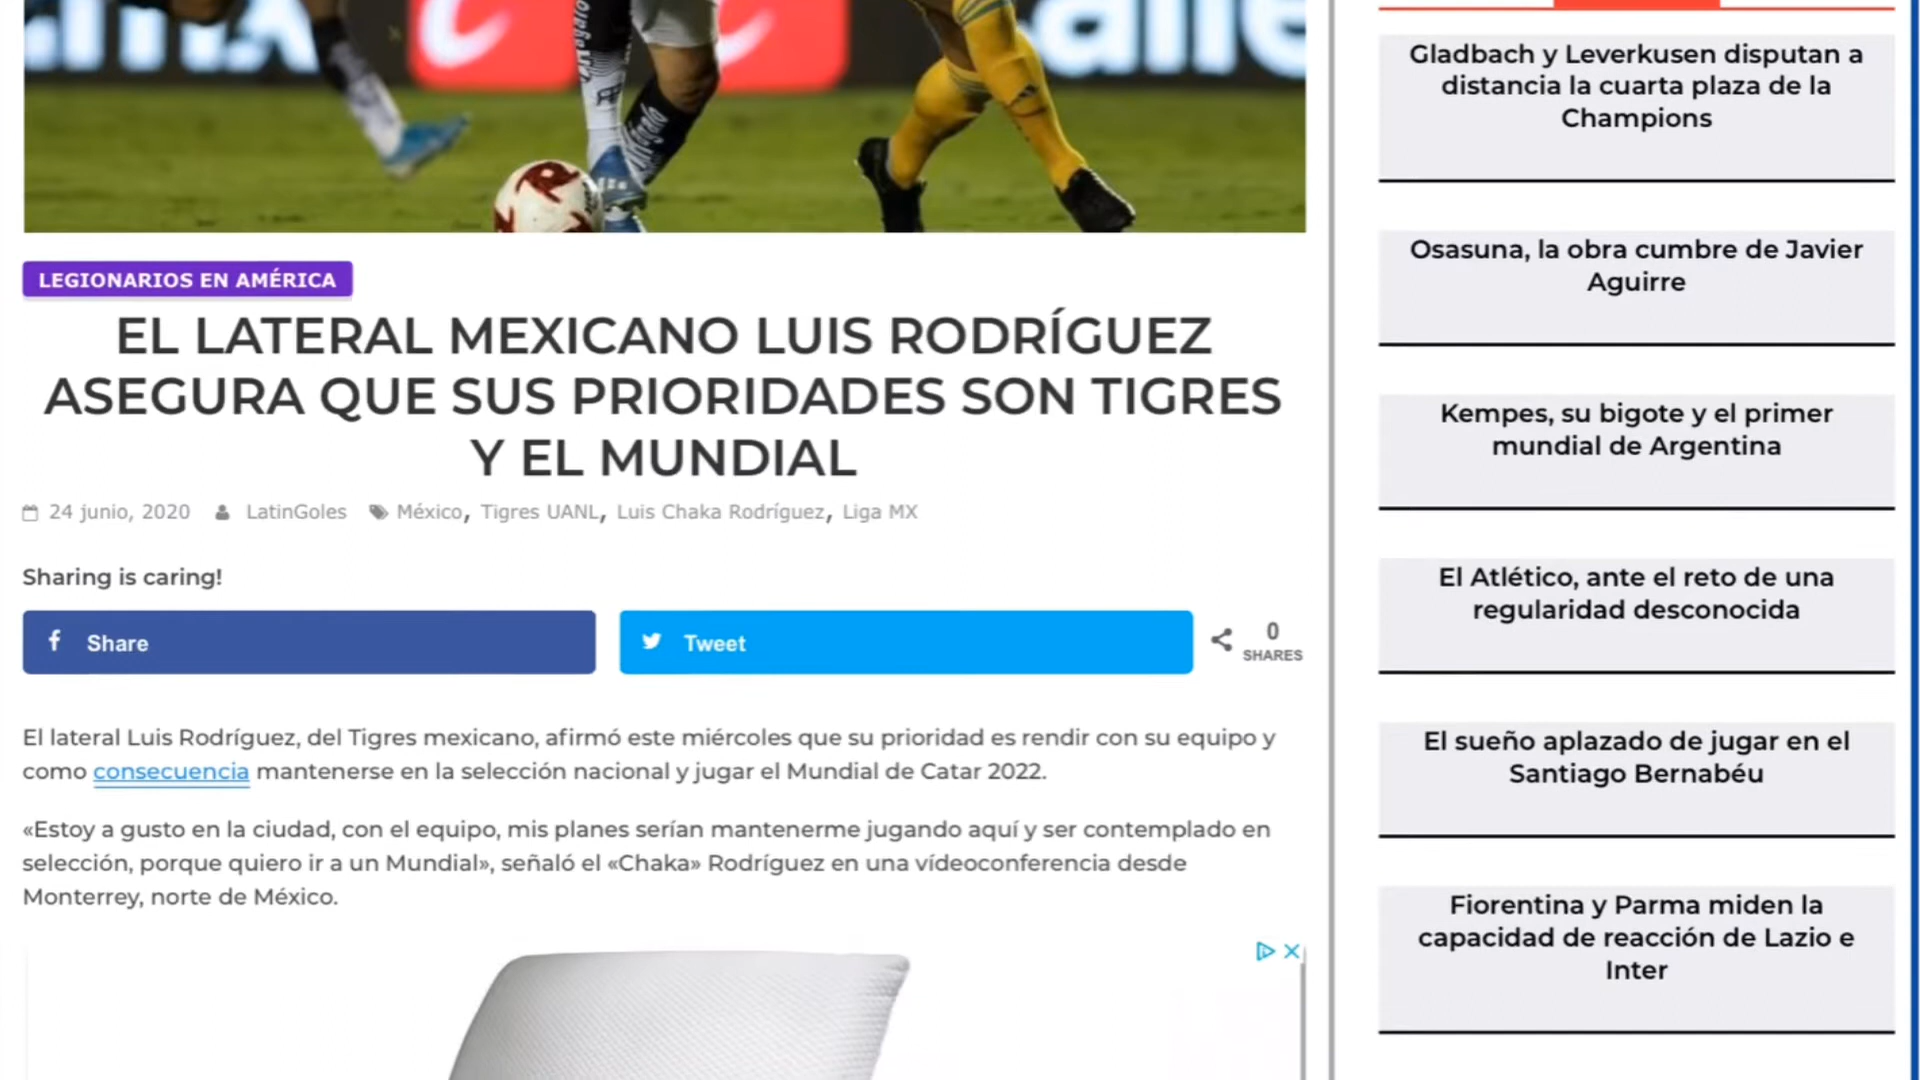 LEGIONARIOS EN AMÉRICA
EL LATERAL MEXICANO LUIS RODRÍGUEZ
ASEGURA QUE SUS PRIORIDADES SON TIGRES
Y EL MUNDIAL
24 junio, 2020 LatinGoles México, Tigres UANL, Luis Chaka Rodríguez, Liga MX
Sharing is caring!
Share
Tweet
0
SHARES
El lateral Luis Rodríguez, del Tigres mexicano, afirmó este miércoles que su prioridad es rendir con su equipo y
como consecuencia mantenerse en la selección nacional y jugar el Mundial de Catar 2022.
«Estoy a gusto en la ciudad, con el equipo, mis planes serían mantenerme jugando aquí y ser contemplado en
selección, porque quiero ir a un Mundial», señaló el «Chaka» Rodríguez en una vídeoconferencia desde
Monterrey, norte de México.
Gladbach y Leverkusen disputan a
distancia la cuarta plaza de la
Champions
Osasuna, la obra cumbre de Javier
Aguirre
Kempes, su bigote y el primer
mundial de Argentina
El Atlético, ante el reto de una
regularidad desconocida
El sueño aplazado de jugar en el
Santiago Bernabéu
Fiorentina y Parma miden la
capacidad de reacción de Lazio e
Inter